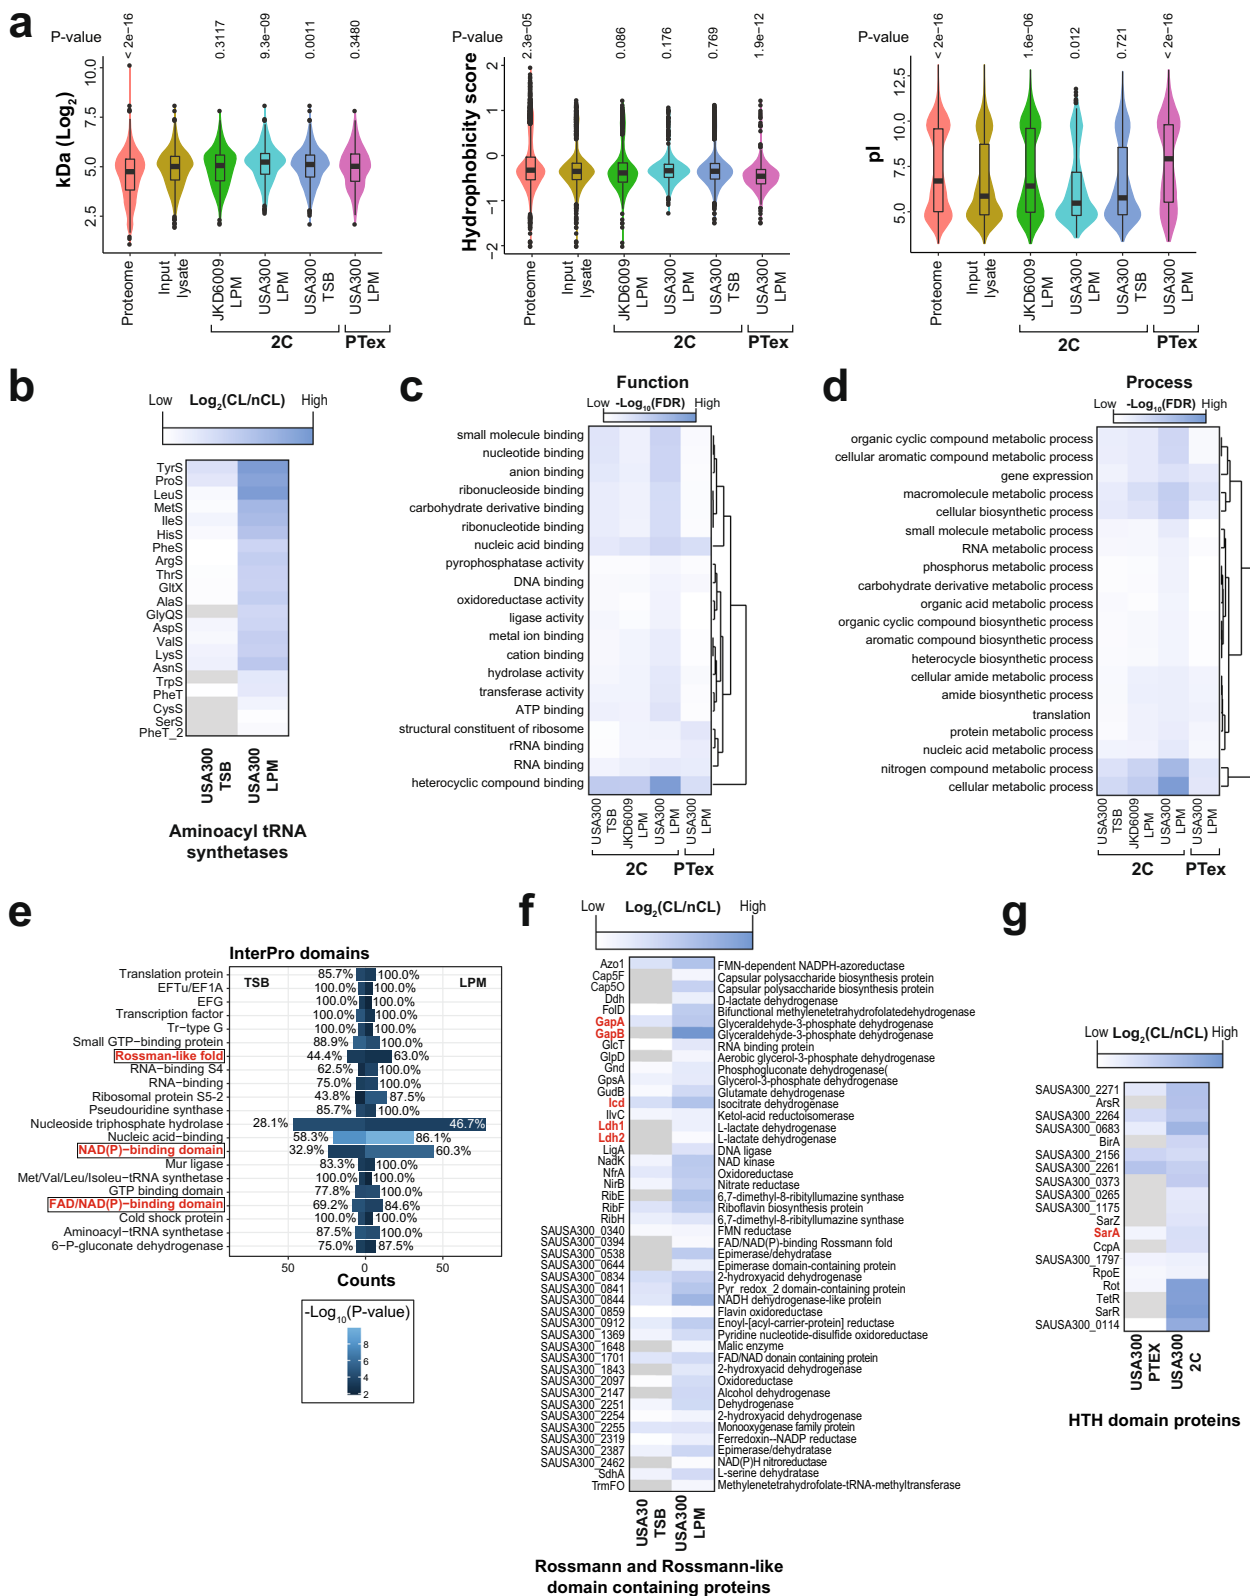 a
P-value
< 2e-16
0.3117
9.3e-09
0.0011
0.3480
kDa (Log2)
10.0
7.5
5.0
2.5
Proteome
Input
lysate
JKD6009
LPM
USA300
LPM
USA300
TSB
USA300
LPM
2C
PTex
P-value
2.3e-05
0.086
0.176
0.769
1.9e-12
Hydrophobicity score
2
1
0
−1
−2
Proteome
Input
lysate
JKD6009
LPM
USA300
LPM
USA300
TSB
USA300
LPM
2C
PTex
P-value
< 2e-16
1.6e-06
0.012
0.721
< 2e-16
pI
12.5
10.0
7.5
5.0
Proteome
Input
lysate
JKD6009
LPM
USA300
LPM
USA300
TSB
USA300
LPM
2C
PTex
b
Low
Log2(CL/nCL)
High
TyrS
ProS
LeuS
MetS
IleS
HisS
PheS
ArgS
ThrS
GltX
AlaS
GlyQS
AspS
ValS
LysS
AsnS
TrpS
PheT
CysS
SerS
PheT_2
USA300
TSB
USA300
LPM
Aminoacyl tRNA
synthetases
c
Function
Low -Log10(FDR) High
small molecule binding
nucleotide binding
anion binding
ribonucleoside binding
carbohydrate derivative binding
ribonucleotide binding
nucleic acid binding
pyrophosphatase activity
DNA binding
oxidoreductase activity
ligase activity
metal ion binding
cation binding
hydrolase activity
transferase activity
ATP binding
structural constituent of ribosome
rRNA binding
RNA binding
heterocyclic compound binding
USA300
TSB
JKD6009
LPM
USA300
LPM
USA300
LPM
2C
PTex
d
Process
Low -Log10(FDR) High
organic cyclic compound metabolic process
cellular aromatic compound metabolic process
gene expression
macromolecule metabolic process
cellular biosynthetic process
small molecule metabolic process
RNA metabolic process
phosphorus metabolic process
carbohydrate derivative metabolic process
organic acid metabolic process
organic cyclic compound biosynthetic process
aromatic compound biosynthetic process
heterocycle biosynthetic process
cellular amide metabolic process
amide biosynthetic process
translation
protein metabolic process
nucleic acid metabolic process
nitrogen compound metabolic process
cellular metabolic process
USA300
TSB
JKD6009
LPM
USA300
LPM
USA300
LPM
2C
PTex
e
InterPro domains
TSB
LPM
Translation protein 85.7% 100.0%
EFTu/EF1A 100.0% 100.0%
EFG 100.0% 100.0%
Transcription factor 100.0% 100.0%
Tr−type G 100.0% 100.0%
Small GTP−binding protein 88.9% 100.0%
Rossman-like fold 44.4% 63.0%
RNA−binding S4 62.5% 100.0%
RNA−binding 75.0% 100.0%
Ribosomal protein S5-2 43.8% 87.5%
Pseudouridine synthase 85.7% 100.0%
Nucleoside triphosphate hydrolase 28.1% 46.7%
Nucleic acid−binding 58.3% 86.1%
NAD(P)−binding domain 32.9% 60.3%
Mur ligase 83.3% 100.0%
Met/Val/Leu/Isoleu−tRNA synthetase 100.0% 100.0%
GTP binding domain 77.8% 100.0%
FAD/NAD(P)−binding domain 69.2% 84.6%
Cold shock protein 100.0% 100.0%
Aminoacyl−tRNA synthetase 87.5% 100.0%
6−P−gluconate dehydrogenase 75.0% 87.5%
50
0
50
Counts
-Log10(P-value)
8
6
4
2
f
Low
Log2(CL/nCL)
High
Azo1 FMN-dependent NADPH-azoreductase
Cap5F Capsular polysaccharide biosynthesis protein
Cap5O Capsular polysaccharide biosynthesis protein
Ddh D-lactate dehydrogenase
FolD Bifunctional methylenetetrahydrofolatedehydrogenase
GapA Glyceraldehyde-3-phosphate dehydrogenase
GapB Glyceraldehyde-3-phosphate dehydrogenase
GlcT RNA binding protein
GlpD Aerobic glycerol-3-phosphate dehydrogenase
Gnd Phosphogluconate dehydrogenase(
GpsA Glycerol-3-phosphate dehydrogenase
GudB Glutamate dehydrogenase
Icd Isocitrate dehydrogenase
IlvC Ketol-acid reductoisomerase
Ldh1 L-lactate dehydrogenase
Ldh2 L-lactate dehydrogenase
LigA DNA ligase
NadK NAD kinase
NfrA Oxidoreductase
NirB Nitrate reductase
RibE 6,7-dimethyl-8-ribityllumazine synthase
RibF Riboflavin biosynthesis protein
RibH 6,7-dimethyl-8-ribityllumazine synthase
SAUSA300_0340 FMN reductase
SAUSA300_0394 FAD/NAD(P)-binding Rossmann fold
SAUSA300_0538 Epimerase/dehydratase
SAUSA300_0644 Epimerase domain-containing protein
SAUSA300_0834 2-hydroxyacid dehydrogenase
SAUSA300_0841 Pyr_redox_2 domain-containing protein
SAUSA300_0844 NADH dehydrogenase-like protein
SAUSA300_0859 Flavin oxidoreductase
SAUSA300_0912 Enoyl-[acyl-carrier-protein] reductase
SAUSA300_1369 Pyridine nucleotide-disulfide oxidoreductase
SAUSA300_1648 Malic enzyme
SAUSA300_1701 FAD/NAD donain containing protein
SAUSA300_1843 2-hydroxyacid dehydrogenase
SAUSA300_2097 Oxidoreductase
SAUSA300_2147 Alcohol dehydrogenase
SAUSA300_2251 Dehydrogenase
SAUSA300_2254 2-hydroxyacid dehydrogenase
SAUSA300_2255 Monooxygenase family protein
SAUSA300_2319 Ferredoxin--NADP reductase
SAUSA300_2387 Epimerase/dehydratase
SAUSA300_2462 NAD(P)H nitroreductase
SdhA L-serine dehydratase
TrmFO Methylenetetrahydrofolate-tRNA-methyltransferase
USA30
TSB
USA300
LPM
Rossmann and Rossmann-like
domain containing proteins
g
Low
Log2(CL/nCL)
High
SAUSA300_2271
ArsR
SAUSA300_2264
SAUSA300_0683
BirA
SAUSA300_2156
SAUSA300_2261
SAUSA300_0373
SAUSA300_0265
SAUSA300_1175
SarZ
SarA
CcpA
SAUSA300_1797
RpoE
Rot
TetR
SarR
SAUSA300_0114
USA300
PTEX
USA300
2C
HTH domain proteins